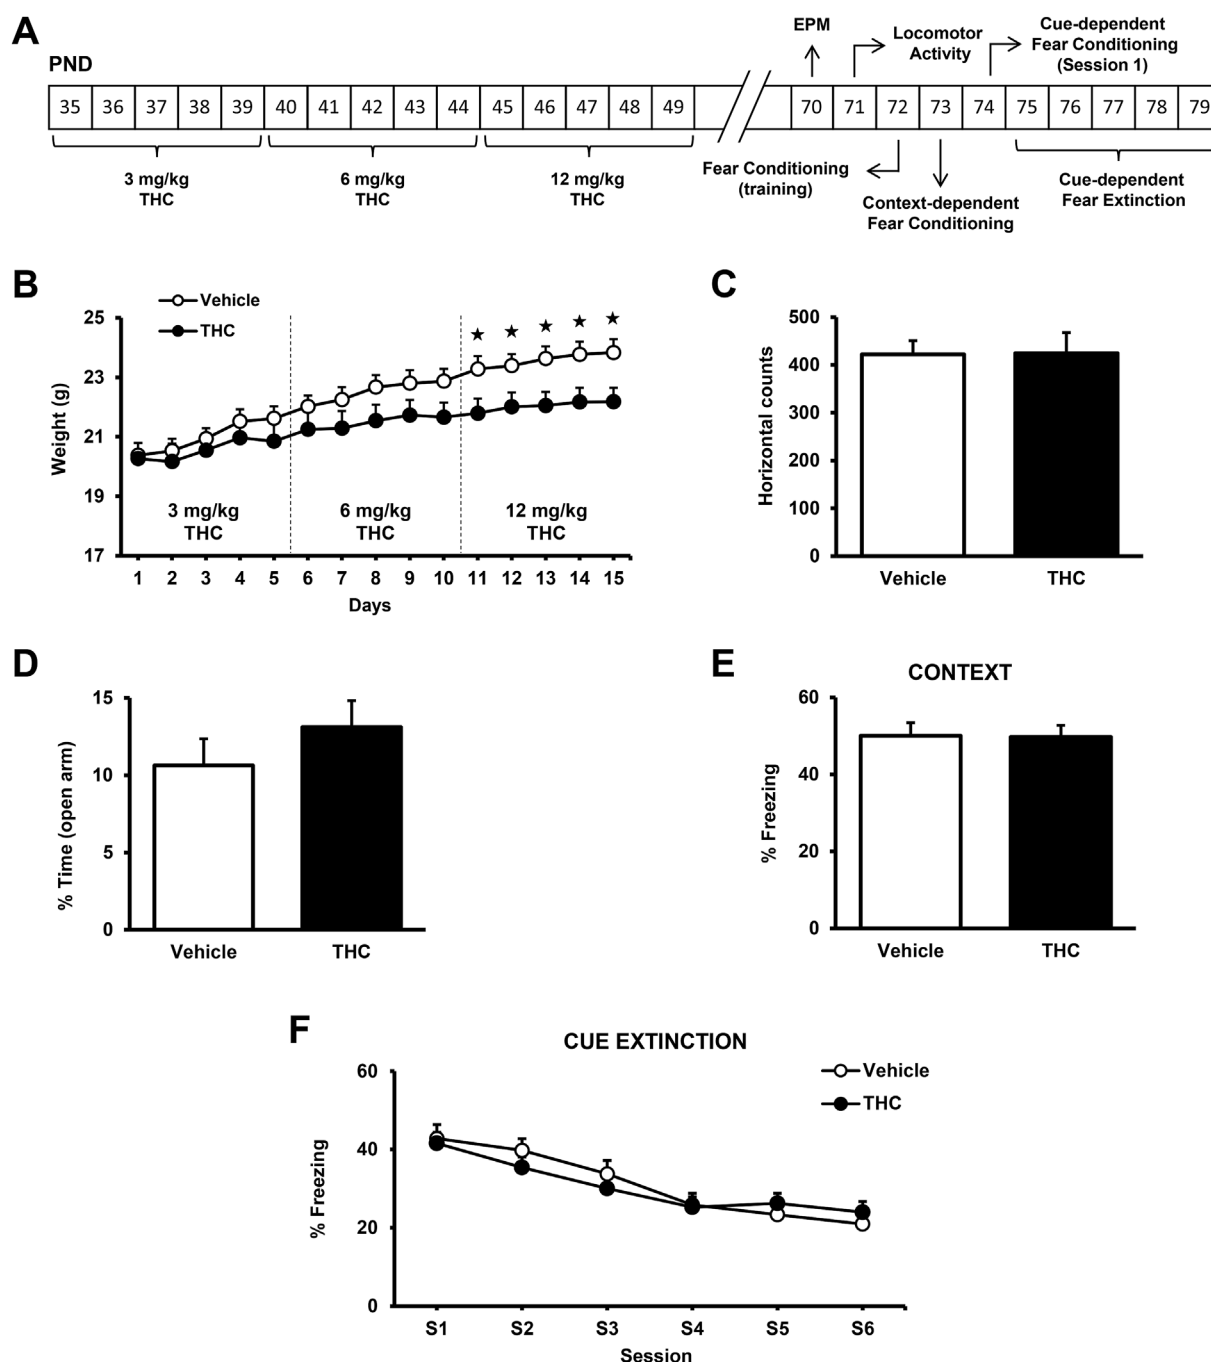 A
PND
EPM
Locomotor
Activity
Cue-dependent
Fear Conditioning
(Session 1)
35 36 37 38 39 40 41 42 43 44 45 46 47 48 49 70 71 72 73 74 75 76 77 78 79
3 mg/kg
THC
6 mg/kg
THC
12 mg/kg
THC
Fear Conditioning
(training)
Context-dependent
Fear Conditioning
Cue-dependent
Fear Extinction
B
Vehicle
THC
Weight (g)
25
23
21
19
17
3 mg/kg
THC
6 mg/kg
THC
12 mg/kg
THC
1 2 3 4 5 6 7 8 9 10 11 12 13 14 15
Days
C
Horizontal counts
500
400
300
200
100
0
Vehicle THC
D
% Time (open arm)
15
10
5
0
Vehicle THC
E
CONTEXT
% Freezing
60
40
20
0
Vehicle THC
F
CUE EXTINCTION
Vehicle
THC
% Freezing
60
40
20
0
S1 S2 S3 S4 S5 S6
Session